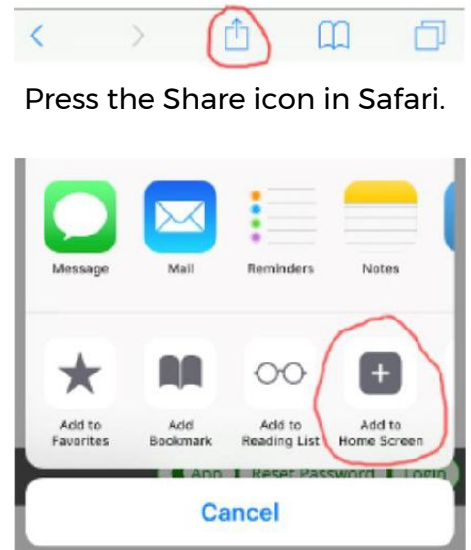 Press the Share icon in Safari.
Message Mail Reminders Notes
Add to Favorites
Add Bookmark
Add to Reading List
Add to Home Screen
App Reset Password Login
Cancel